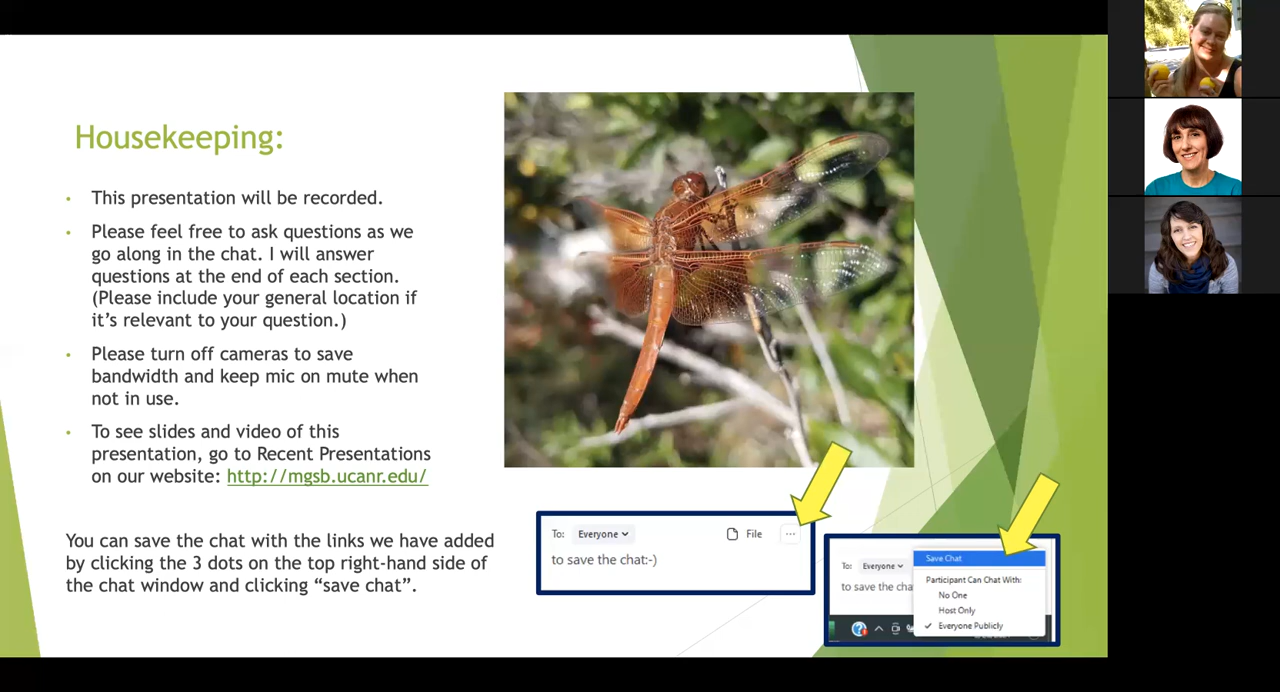 Housekeeping:
• This presentation will be recorded.
• Please feel free to ask questions as we
go along in the chat. I will answer
questions at the end of each section.
(Please include your general location if
it's relevant to your question.)
• Please turn off cameras to save
bandwidth and keep mic on mute when
not in use.
• To see slides and video of this
presentation, go to Recent Presentations
on our website: http://mgsb.ucanr.edu/
You can save the chat with the links we have added
by clicking the 3 dots on the top right-hand side of
the chat window and clicking "save chat".
To: Everyone File ...
to save the chat:-)
To: Everyone
to save the cha
Save Chat
Participant Can Chat With:
No One
Host Only
✓ Everyone Publicly